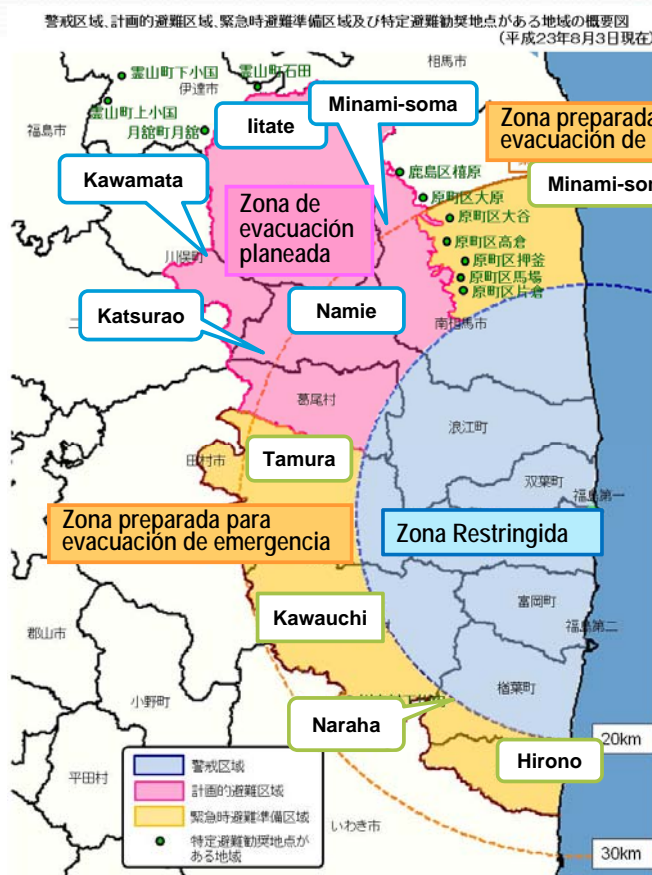 警戒区域、計画的避難区域、緊急時避難準備区域及び特定避難勧奨地点がある地域の概要図
(平成23年8月3日現在)
相馬市
霊山町下小国
霊山町石田
伊達市
霊山町上小国
福島市
月舘町月舘
Iitate
Minami-soma
Zona preparada
evacuación de
Minami-som
Kawamata
鹿島区橲原
原町区大原
原町区大谷
原町区高倉
原町区押釜
原町区馬場
原町区片倉
Zona de
evacuación
planeada
川俣町
Katsurao
Namie
南相馬市
葛尾村
浪江町
Tamura
田村市
双葉町
福島第一
Zona preparada para
evacuación de emergencia
Zona Restringida
Kawauchi
富岡町
福島第二
郡山市
小野町
楢葉町
Naraha
20km
Hirono
平田村
警戒区域
計画的避難区域
緊急時避難準備区域
特定避難勧奨地点が
ある地域
いわき市
30km